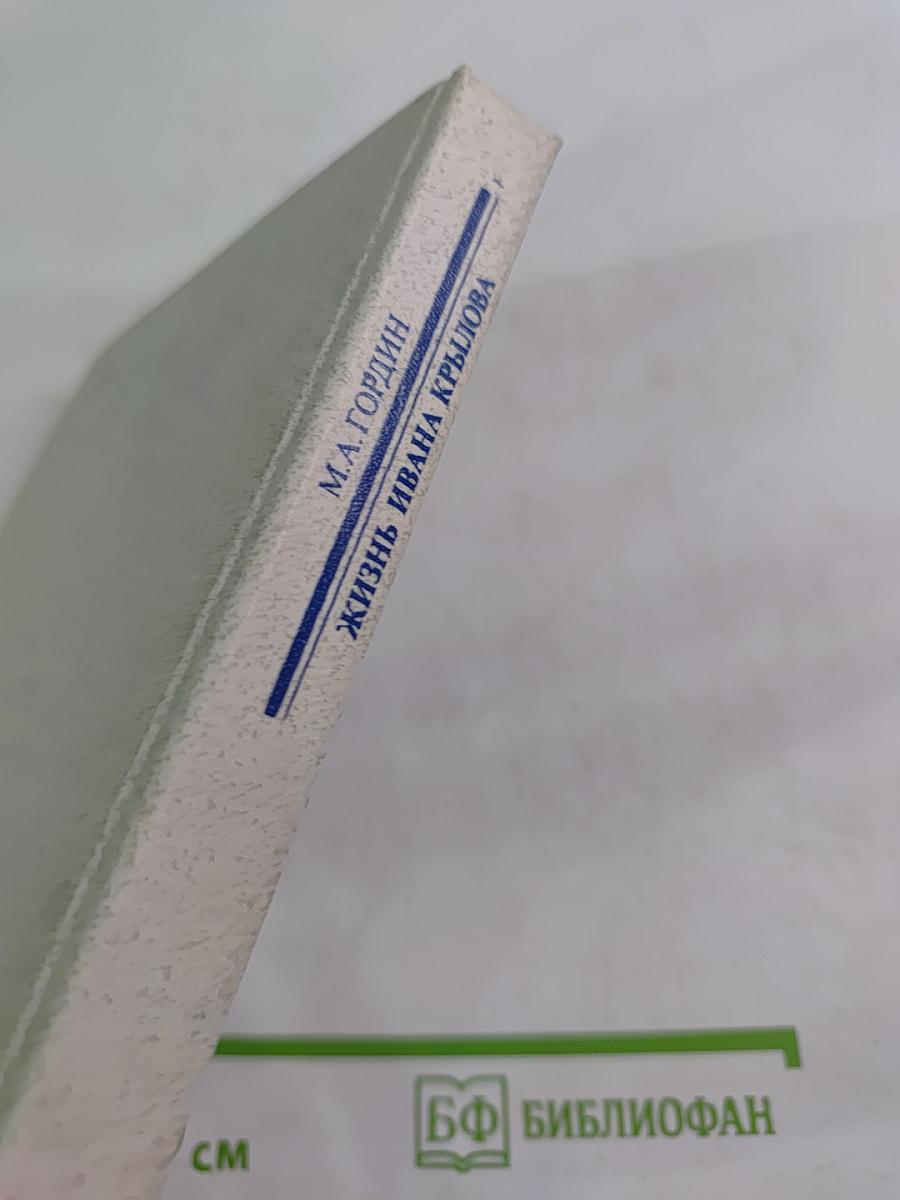 М.А. ГОРДИН
ЖИЗНЬ ИВАНА КРЫЛОВА
см
БФ БИБЛИОФАН